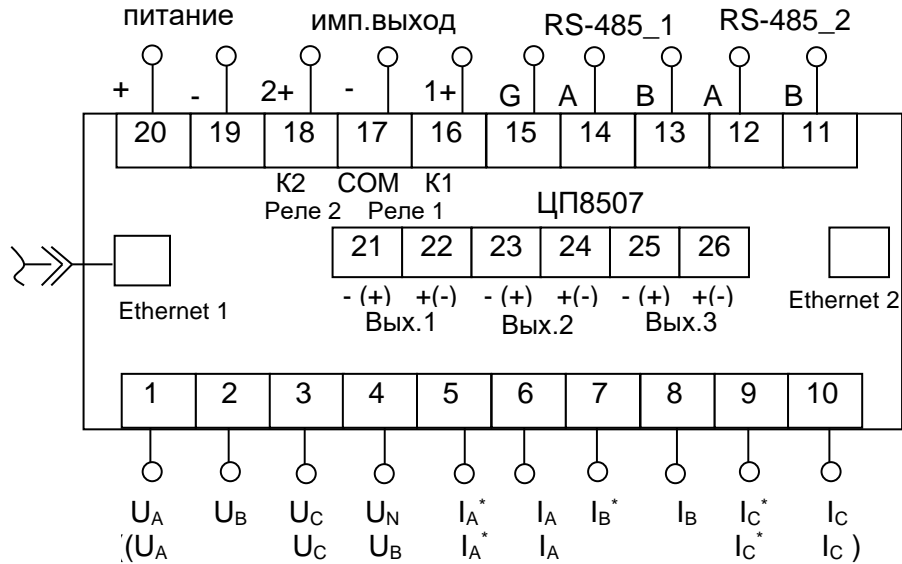 питание имп.выход RS-485_1 RS-485_2
+ - 2+ - 1+ G A B A B
20 19 18 17 16 15 14 13 12 11
К2 COM К1
Реле 2 Реле 1
ЦП8507
21 22 23 24 25 26
- (+) +(-) - (+) +(-) - (+) +(-)
Вых.1 Вых.2 Вых.3
Ethernet 1 Ethernet 2
1 2 3 4 5 6 7 8 9 10
UA UB UC UN IA* IA IB* IB IC* IC
(UA UC UB IA* IA IC* IC )